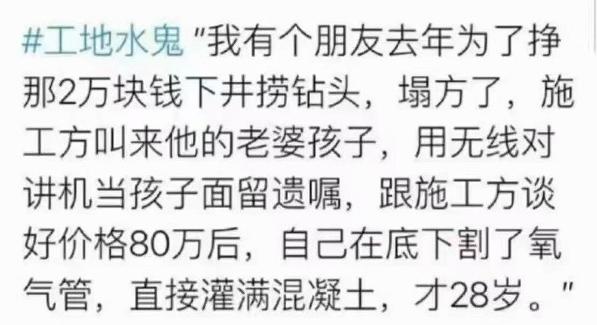 #工地水鬼 "我有个朋友去年为了挣
那2万块钱下井捞钻头，塌方了，施
工方叫来他的老婆孩子，用无线对
讲机当孩子面留遗嘱，跟施工方谈
好价格80万后，自己在底下割了氧
气管，直接灌满混凝土，才28岁。"